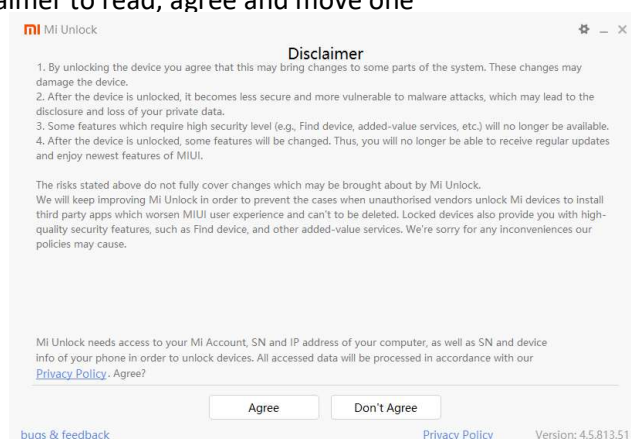 aimer to read, agree and move one
Mi Unlock
Disclaimer
1. By unlocking the device you agree that this may bring changes to some parts of the system. These changes may
damage the device.
2. After the device is unlocked, it becomes less secure and more vulnerable to malware attacks, which may lead to the
disclosure and loss of your private data.
3. Some features which require high security level (e.g., Find device, added-value services, etc.) will no longer be available.
4. After the device is unlocked, some features will be changed. Thus, you will no longer be able to receive regular updates
and enjoy newest features of MIUI.
The risks stated above do not fully cover changes which may be brought about by Mi Unlock.
We will keep improving Mi Unlock in order to prevent the cases when unauthorised vendors unlock Mi devices to install
third party apps which worsen MIUI user experience and can't to be deleted. Locked devices also provide you with high-
quality security features, such as Find device, and other added-value services. We're sorry for any inconveniences our
policies may cause.
Mi Unlock needs access to your Mi Account, SN and IP address of your computer, as well as SN and device
info of your phone in order to unlock devices. All accessed data will be processed in accordance with our
Privacy Policy. Agree?
Agree Don't Agree
bugs & feedback Privacy Policy Version: 4.5.813.51